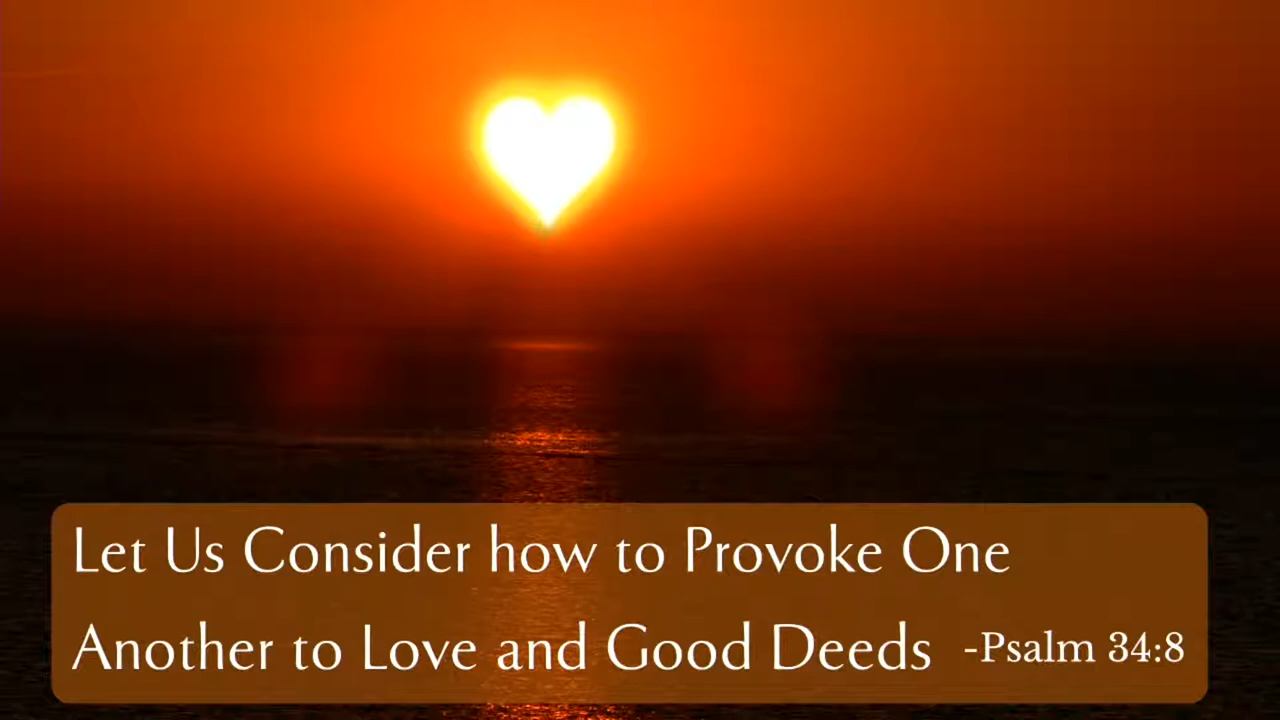 Let Us Consider how to Provoke One
Another to Love and Good Deeds -Psalm 34:8